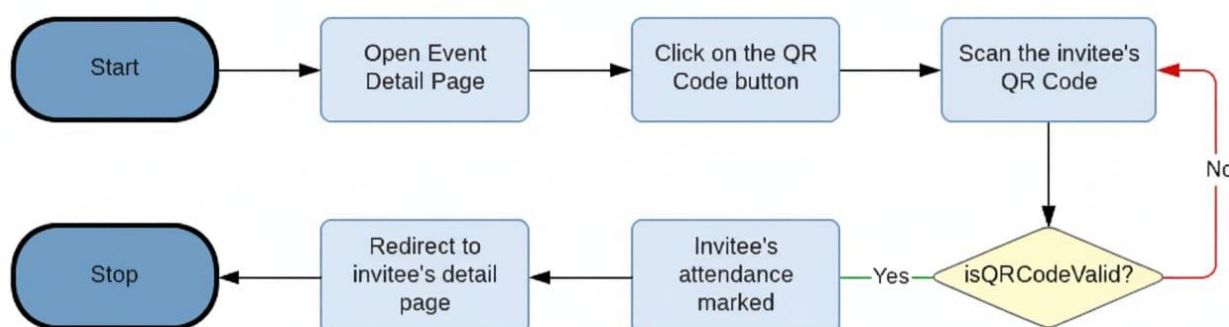 Start
Open Event
Detail Page
Click on the QR
Code button
Scan the invitee's
QR Code
No
isQRCodeValid?
Yes
Invitee's
attendance
marked
Redirect to
invitee's detail
page
Stop